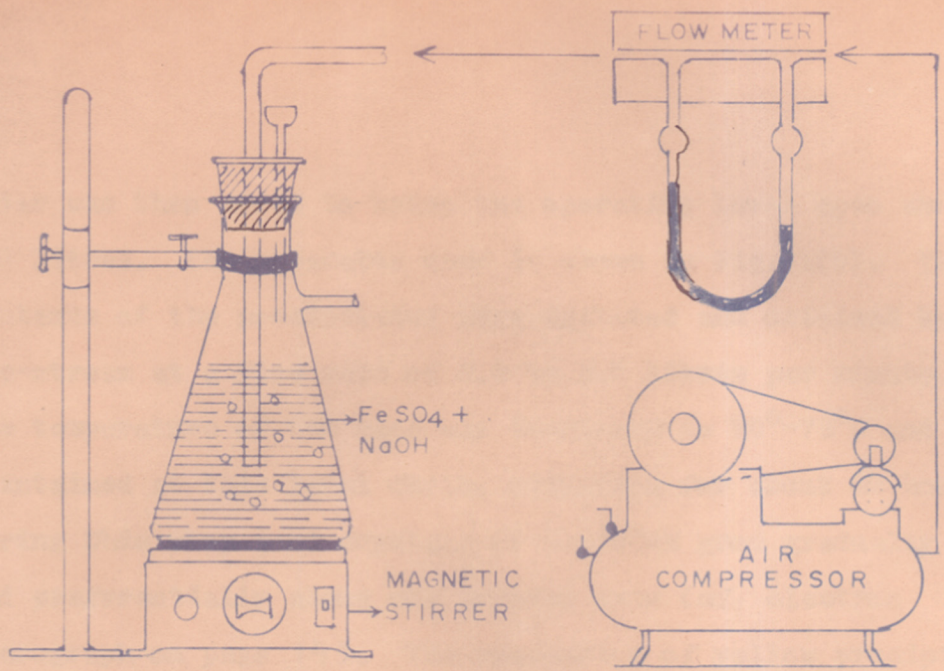 FLOW METER
FeSO4 +
NaOH
AIR
COMPRESSOR
MAGNETIC
STIRRER